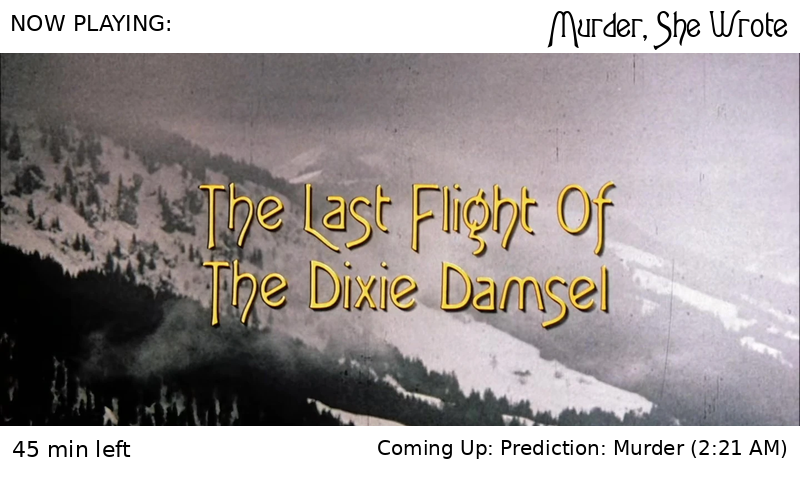 NOW PLAYING:
Murder, She Wrote
The Last Flight Of
The Dixie Damsel
45 min left
Coming Up: Prediction: Murder (2:21 AM)